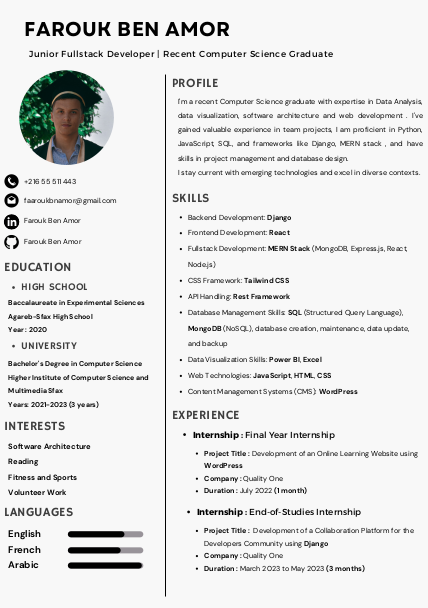 FAROUK BEN AMOR
Junior Fullstack Developer | Recent Computer Science Graduate
+216 55 511 443
faaroukbnamor@gmail.com
Farouk Ben Amor
Farouk Ben Amor
EDUCATION
• HIGH SCHOOL
Baccalaureate in Experimental Sciences
Agareb-Sfax High School
Year : 2020
• UNIVERSITY
Bachelor's Degree in Computer Science
Higher Institute of Computer Science and
Multimedia Sfax
Years: 2021-2023 (3 years)
INTERESTS
Software Architecture
Reading
Fitness and Sports
Volunteer Work
LANGUAGES
English
French
Arabic
PROFILE
I'm a recent Computer Science graduate with expertise in Data Analysis,
data visualization, software architecture and web development . I've
gained valuable experience in team projects, I am proficient in Python,
JavaScript, SQL, and frameworks like Django, MERN stack , and have
skills in project management and database design.
I stay current with emerging technologies and excel in diverse contexts.
SKILLS
• Backend Development: Django
• Frontend Development: React
• Fullstack Development: MERN Stack (MongoDB, Express.js, React,
Node.js)
• CSS Framework: Tailwind CSS
• API Handling: Rest Framework
• Database Management Skills: SQL (Structured Query Language),
MongoDB (NoSQL), database creation, maintenance, data update,
and backup
• Data Visualization Skills: Power BI, Excel
• Web Technologies: JavaScript, HTML, CSS
• Content Management Systems (CMS) WordPress
EXPERIENCE
• Internship : Final Year Internship
• Project Title : Development of an Online Learning Website using
WordPress
• Company : Quality One
• Duration : July 2022 (1 month)
• Internship : End-of-Studies Internship
• Project Title : Development of a Collaboration Platform for the
Developers Community using Django
• Company : Quality One
• Duration : March 2023 to May 2023 (3 months)